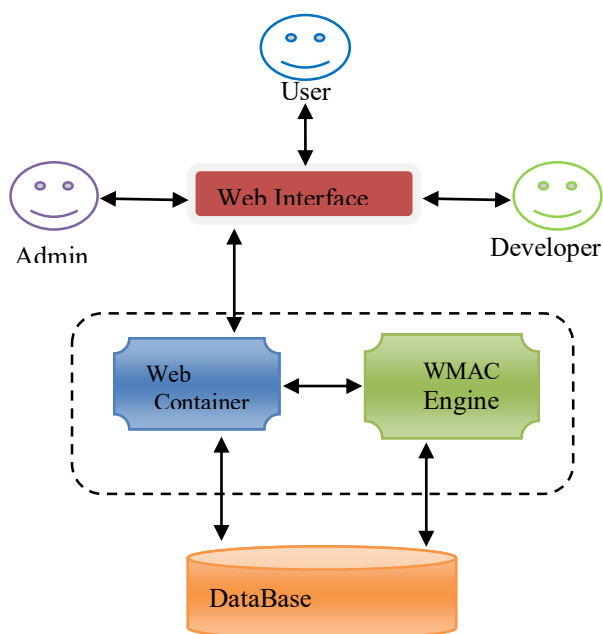 User
Web Interface
Admin
Developer
Web
Container
WMAC
Engine
DataBase